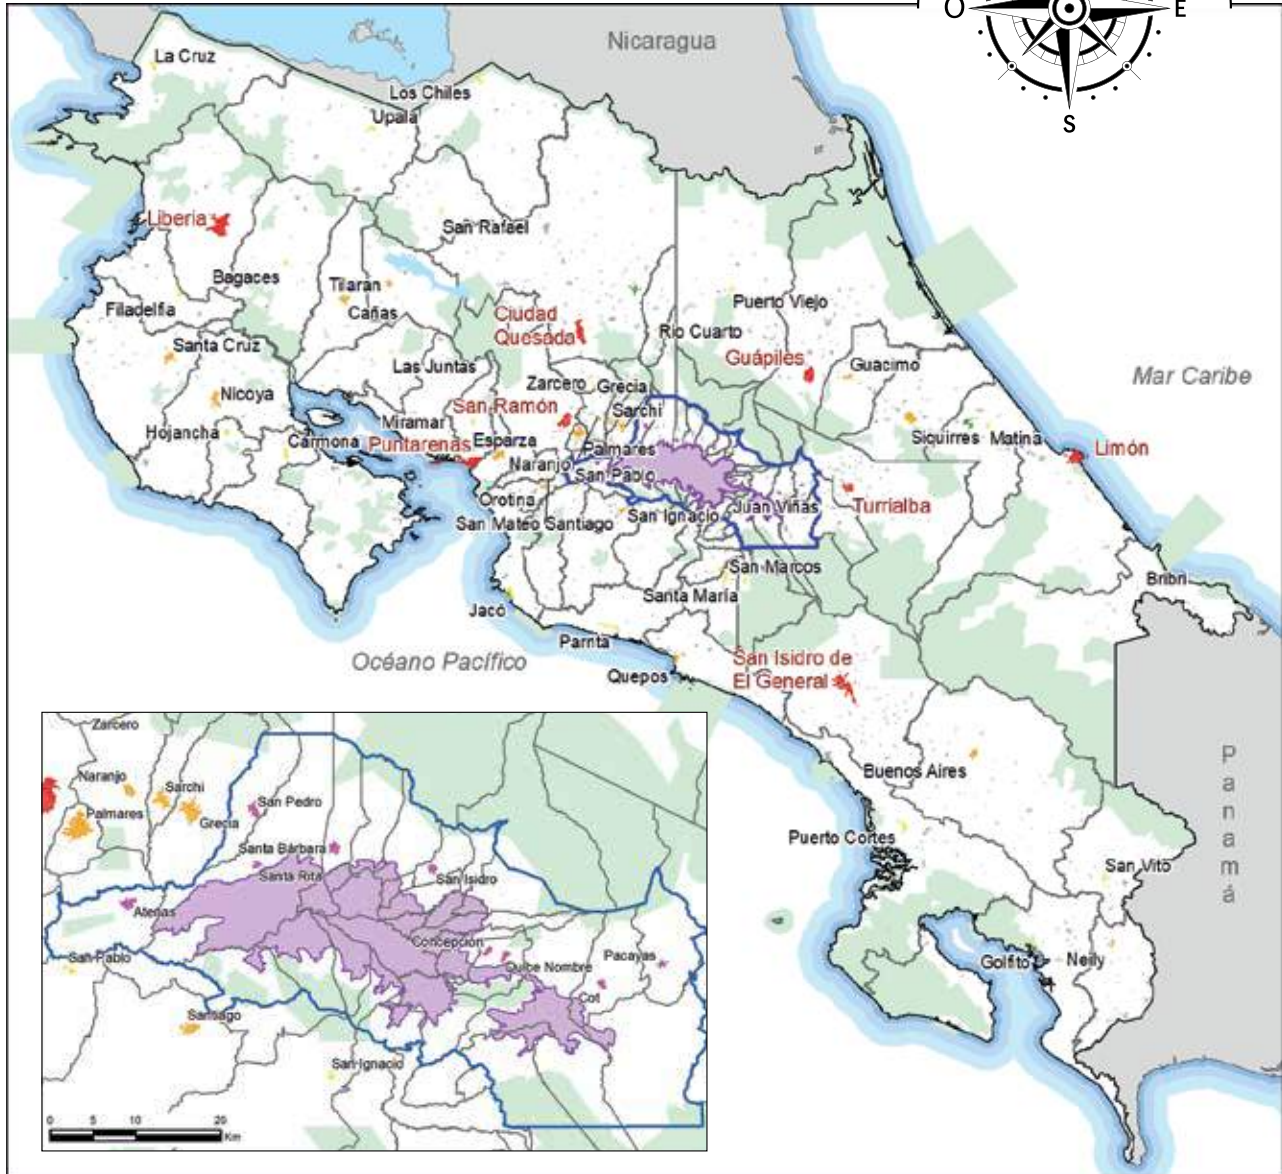 O
E
S
Nicaragua
La Cruz
Los Chiles
Upala
Liberia
San Rafael
Bagaces
Tilarán
Cañas
Filadelfia
Puerto Viejo
Ciudad
Quesada
Rio Cuarto
Santa Cruz
Guápiles
Guacimo
Las Juntas
Mar Caribe
Zarcero
Grecia
Nicoya
San Ramón
Sarchi
Miramar
Hojancha
Carmona
Puntarenas
Esparza
Siquirres
Matina
Limón
Palmares
Naranjo
San Pablo
Orotina
Juan Viñas
Turrialba
San Mateo
Santiago
San Ignacio
San Marcos
Bribri
Santa María
Jacó
Parrita
Océano Pacífico
San Isidro de
El General
Quepos
Buenos Aires
Puerto Cortes
San Vito
Golfito
Neily
P
a
n
a
m
á
Zarcero
Naranjo
Sarchi
San Pedro
Palmares
Grecia
Santa Bárbara
Santa Rita
San Isidro
Atenas
Concepción
San Pablo
Dulce Nombre
Pacayas
Cot
Santiago
San Ignacio
0 5 10 20
Km